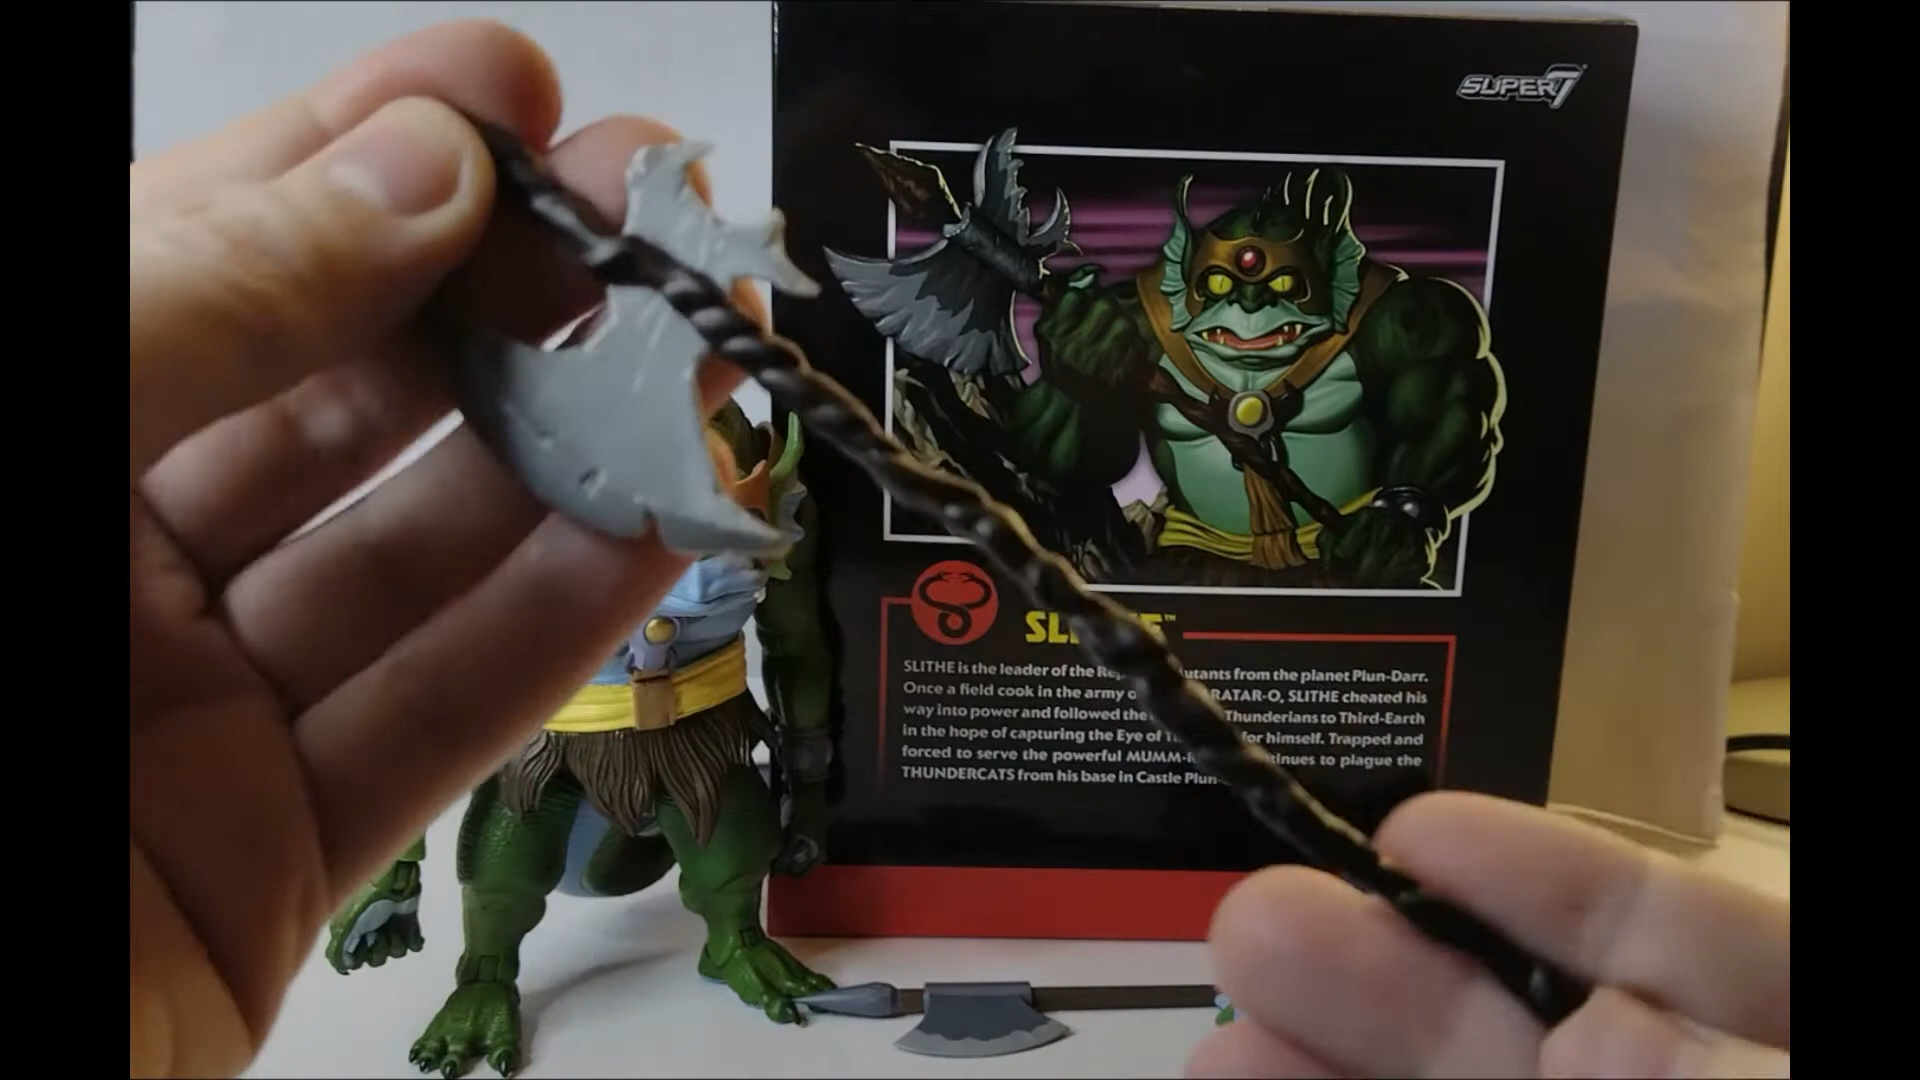 SUPER7
SL E™
SLITHE is the leader of the Rep utants from the planet Plun-Darr.
Once a field cook in the army o RATAR-O, SLITHE cheated his
way into power and followed the Thunderians to Third-Earth
in the hope of capturing the Eye of T for himself. Trapped and
forced to serve the powerful MUMM-R tinues to plague the
THUNDERCATS from his base in Castle Plun-